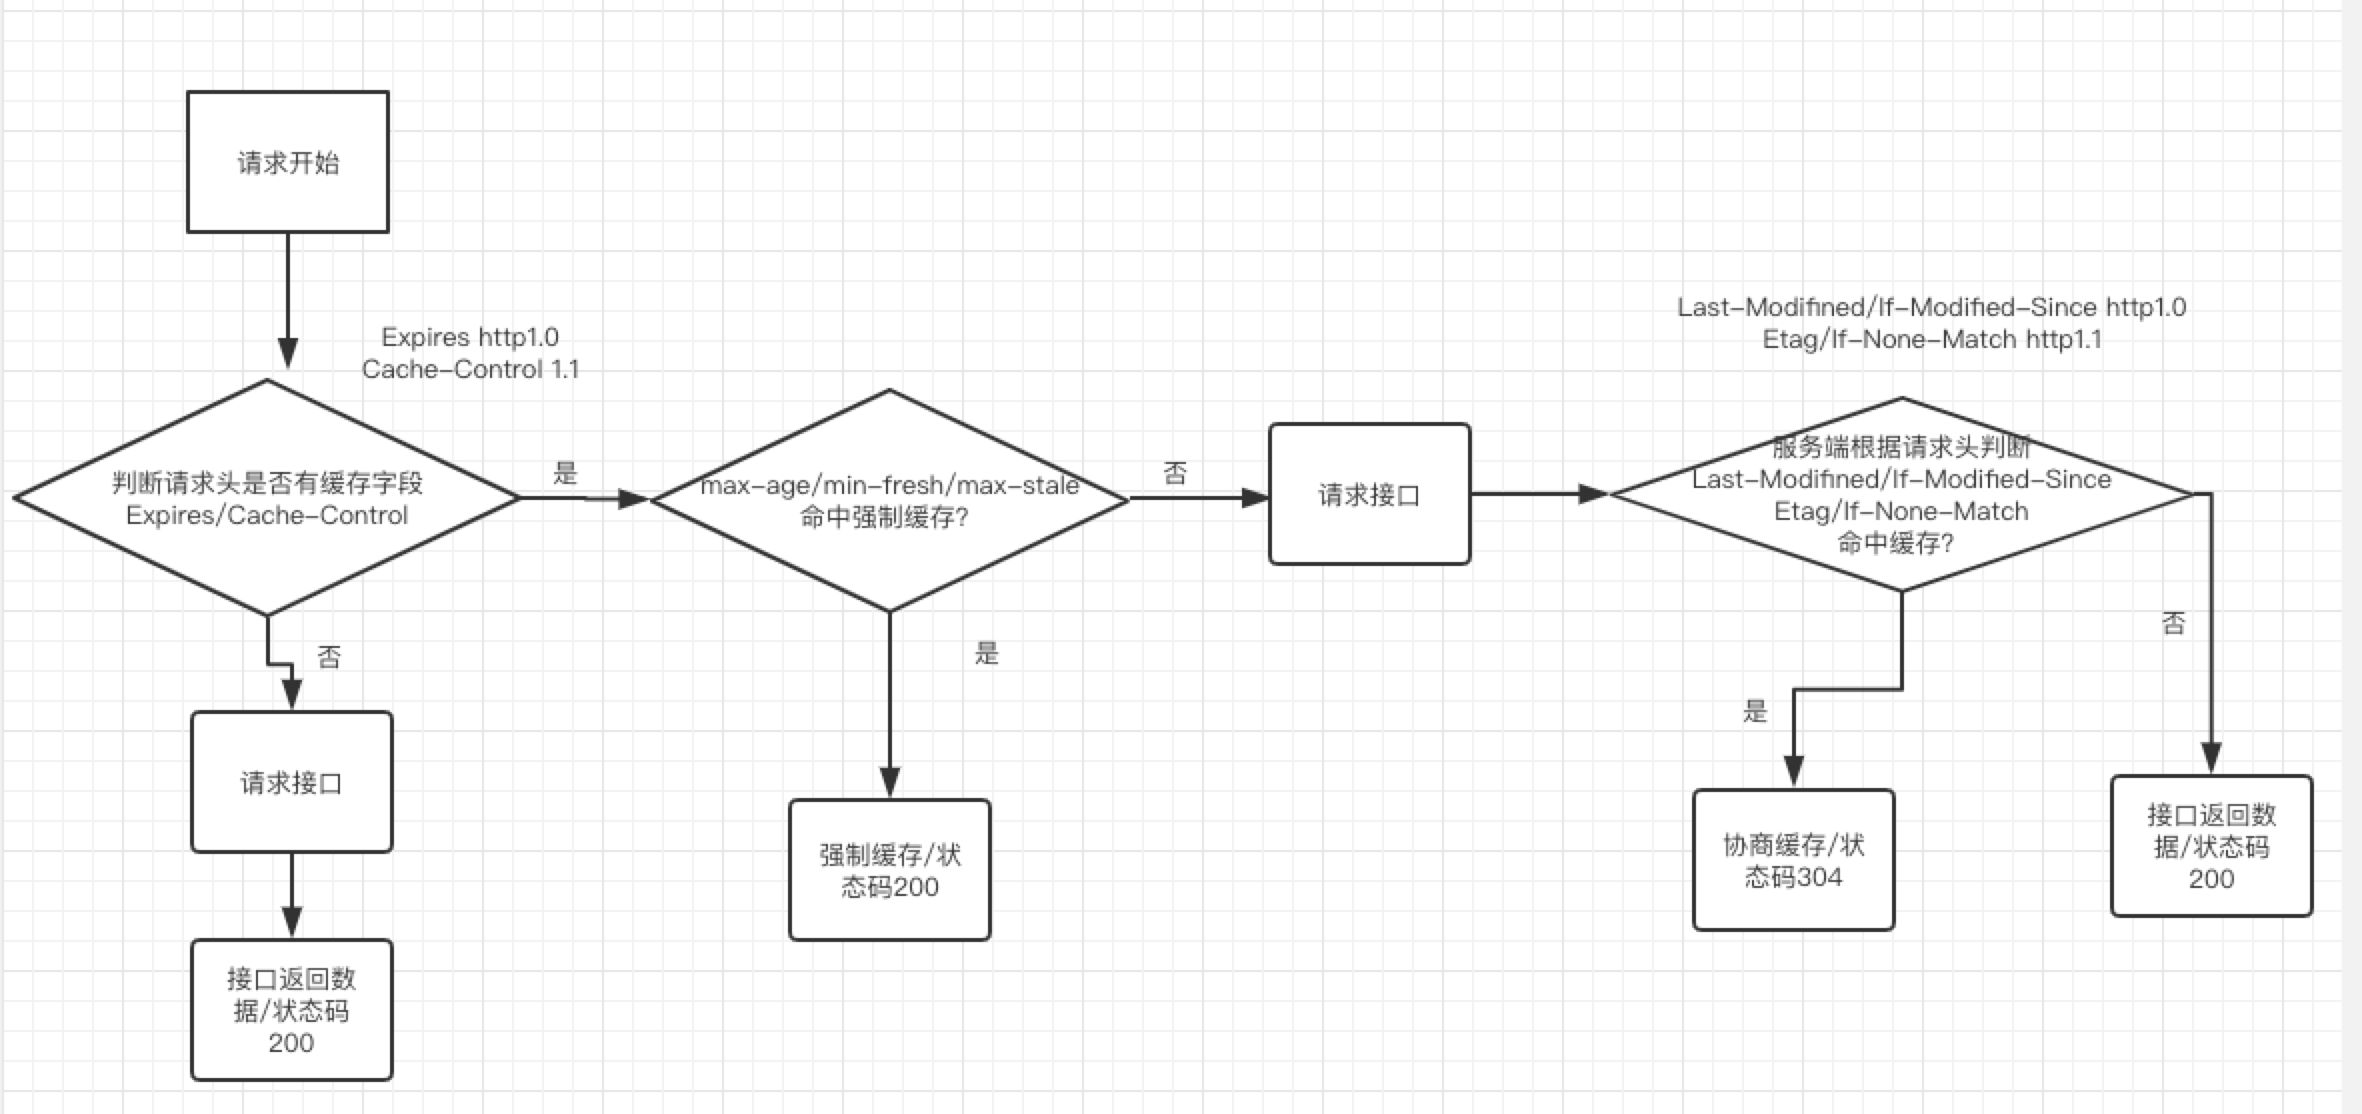 请求开始
Expires http1.0
Cache-Control 1.1
判断请求头是否有缓存字段
Expires/Cache-Control
是
否
请求接口
接口返回数
据/状态码
200
max-age/min-fresh/max-stale
命中强制缓存?
否
是
强制缓存/状
态码200
请求接口
Last-Modifined/If-Modified-Since http1.0
Etag/If-None-Match http1.1
服务端根据请求头判断
Last-Modifined/If-Modified-Since
Etag/If-None-Match
命中缓存?
是
否
协商缓存/状
态码304
接口返回数
据/状态码
200